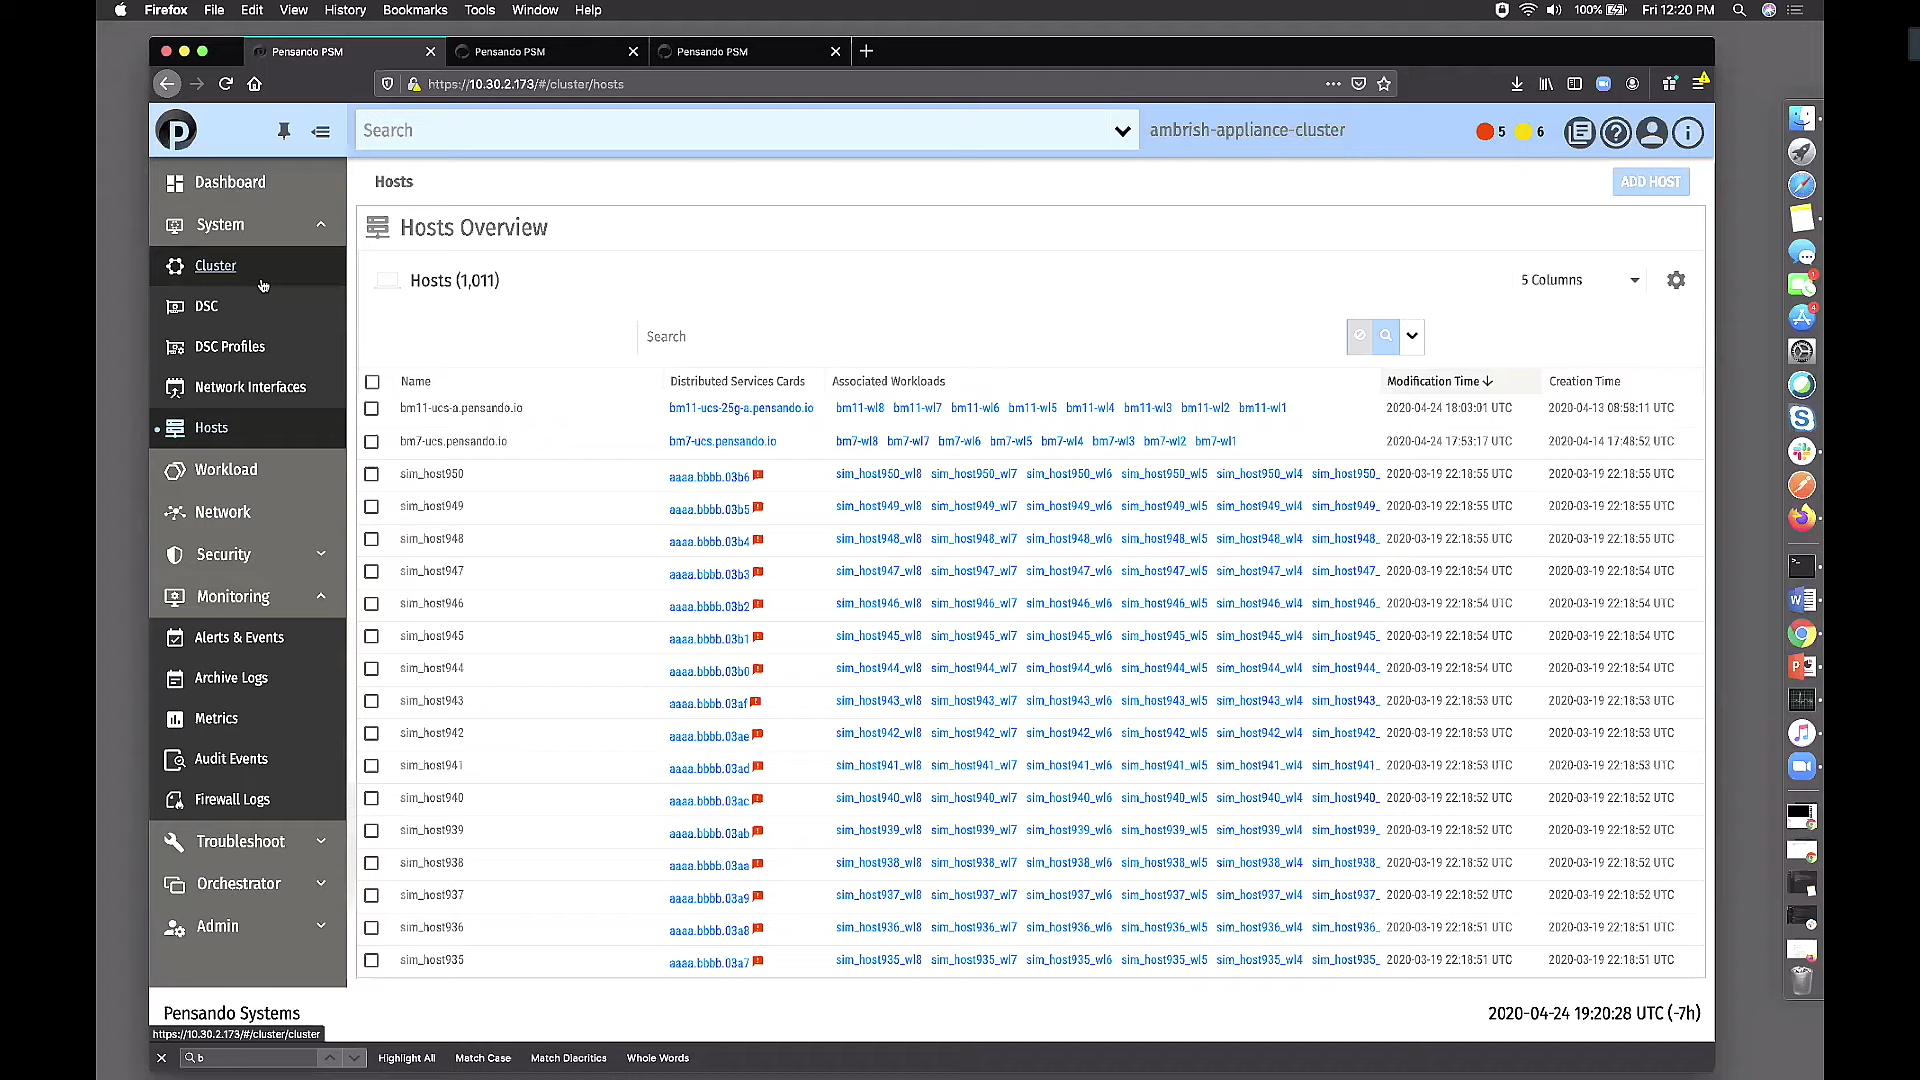 Firefox File Edit View History Bookmarks Tools Window Help 100% Fri 12:20 PM
Pensando PSM Pensando PSM Pensando PSM
https://10.30.2.173/#/cluster/hosts
Search ambrish-appliance-cluster 5 6
Dashboard
System
Cluster
DSC
DSC Profiles
Network Interfaces
Hosts
Workload
Network
Security
Monitoring
Alerts & Events
Archive Logs
Metrics
Audit Events
Firewall Logs
Troubleshoot
Orchestrator
Admin
Hosts ADD HOST
Hosts Overview
Hosts (1,011) 5 Columns
Search
Name Distributed Services Cards Associated Workloads Modification Time Creation Time
bm11-ucs-a.pensando.io bm11-ucs-25g-a.pensando.io bm11-wl8 bm11-wl7 bm11-wl6 bm11-wl5 bm11-wl4 bm11-wl3 bm11-wl2 bm11-wl1 2020-04-24 18:03:01 UTC 2020-04-13 08:58:11 UTC
bm7-ucs.pensando.io bm7-ucs.pensando.io bm7-wl8 bm7-wl7 bm7-wl6 bm7-wl5 bm7-wl4 bm7-wl3 bm7-wl2 bm7-wl1 2020-04-24 17:53:17 UTC 2020-04-14 17:48:52 UTC
sim_host950 aaaa.bbbb.03b6 sim_host950_wl8 sim_host950_wl7 sim_host950_wl6 sim_host950_wl5 sim_host950_wl4 sim_host950_ 2020-03-19 22:18:55 UTC 2020-03-19 22:18:55 UTC
sim_host949 aaaa.bbbb.03b5 sim_host949_wl8 sim_host949_wl7 sim_host949_wl6 sim_host949_wl5 sim_host949_wl4 sim_host949_ 2020-03-19 22:18:55 UTC 2020-03-19 22:18:55 UTC
sim_host948 aaaa.bbbb.03b4 sim_host948_wl8 sim_host948_wl7 sim_host948_wl6 sim_host948_wl5 sim_host948_wl4 sim_host948_ 2020-03-19 22:18:55 UTC 2020-03-19 22:18:55 UTC
sim_host947 aaaa.bbbb.03b3 sim_host947_wl8 sim_host947_wl7 sim_host947_wl6 sim_host947_wl5 sim_host947_wl4 sim_host947_ 2020-03-19 22:18:54 UTC 2020-03-19 22:18:54 UTC
sim_host946 aaaa.bbbb.03b2 sim_host946_wl8 sim_host946_wl7 sim_host946_wl6 sim_host946_wl5 sim_host946_wl4 sim_host946_ 2020-03-19 22:18:54 UTC 2020-03-19 22:18:54 UTC
sim_host945 aaaa.bbbb.03b1 sim_host945_wl8 sim_host945_wl7 sim_host945_wl6 sim_host945_wl5 sim_host945_wl4 sim_host945_ 2020-03-19 22:18:54 UTC 2020-03-19 22:18:54 UTC
sim_host944 aaaa.bbbb.03b0 sim_host944_wl8 sim_host944_wl7 sim_host944_wl6 sim_host944_wl5 sim_host944_wl4 sim_host944_ 2020-03-19 22:18:54 UTC 2020-03-19 22:18:54 UTC
sim_host943 aaaa.bbbb.03af sim_host943_wl8 sim_host943_wl7 sim_host943_wl6 sim_host943_wl5 sim_host943_wl4 sim_host943_ 2020-03-19 22:18:53 UTC 2020-03-19 22:18:53 UTC
sim_host942 aaaa.bbbb.03ae sim_host942_wl8 sim_host942_wl7 sim_host942_wl6 sim_host942_wl5 sim_host942_wl4 sim_host942_ 2020-03-19 22:18:53 UTC 2020-03-19 22:18:53 UTC
sim_host941 aaaa.bbbb.03ad sim_host941_wl8 sim_host941_wl7 sim_host941_wl6 sim_host941_wl5 sim_host941_wl4 sim_host941_ 2020-03-19 22:18:53 UTC 2020-03-19 22:18:53 UTC
sim_host940 aaaa.bbbb.03ac sim_host940_wl8 sim_host940_wl7 sim_host940_wl6 sim_host940_wl5 sim_host940_wl4 sim_host940_ 2020-03-19 22:18:52 UTC 2020-03-19 22:18:52 UTC
sim_host939 aaaa.bbbb.03ab sim_host939_wl8 sim_host939_wl7 sim_host939_wl6 sim_host939_wl5 sim_host939_wl4 sim_host939_ 2020-03-19 22:18:52 UTC 2020-03-19 22:18:52 UTC
sim_host938 aaaa.bbbb.03aa sim_host938_wl8 sim_host938_wl7 sim_host938_wl6 sim_host938_wl5 sim_host938_wl4 sim_host938_ 2020-03-19 22:18:52 UTC 2020-03-19 22:18:52 UTC
sim_host937 aaaa.bbbb.03a9 sim_host937_wl8 sim_host937_wl7 sim_host937_wl6 sim_host937_wl5 sim_host937_wl4 sim_host937_ 2020-03-19 22:18:52 UTC 2020-03-19 22:18:52 UTC
sim_host936 aaaa.bbbb.03a8 sim_host936_wl8 sim_host936_wl7 sim_host936_wl6 sim_host936_wl5 sim_host936_wl4 sim_host936_ 2020-03-19 22:18:51 UTC 2020-03-19 22:18:51 UTC
sim_host935 aaaa.bbbb.03a7 sim_host935_wl8 sim_host935_wl7 sim_host935_wl6 sim_host935_wl5 sim_host935_wl4 sim_host935_ 2020-03-19 22:18:51 UTC 2020-03-19 22:18:51 UTC
Pensando Systems 2020-04-24 19:20:28 UTC (-7h)
https://10.30.2.173/#/cluster/cluster
b Highlight All Match Case Match Diacritics Whole Words